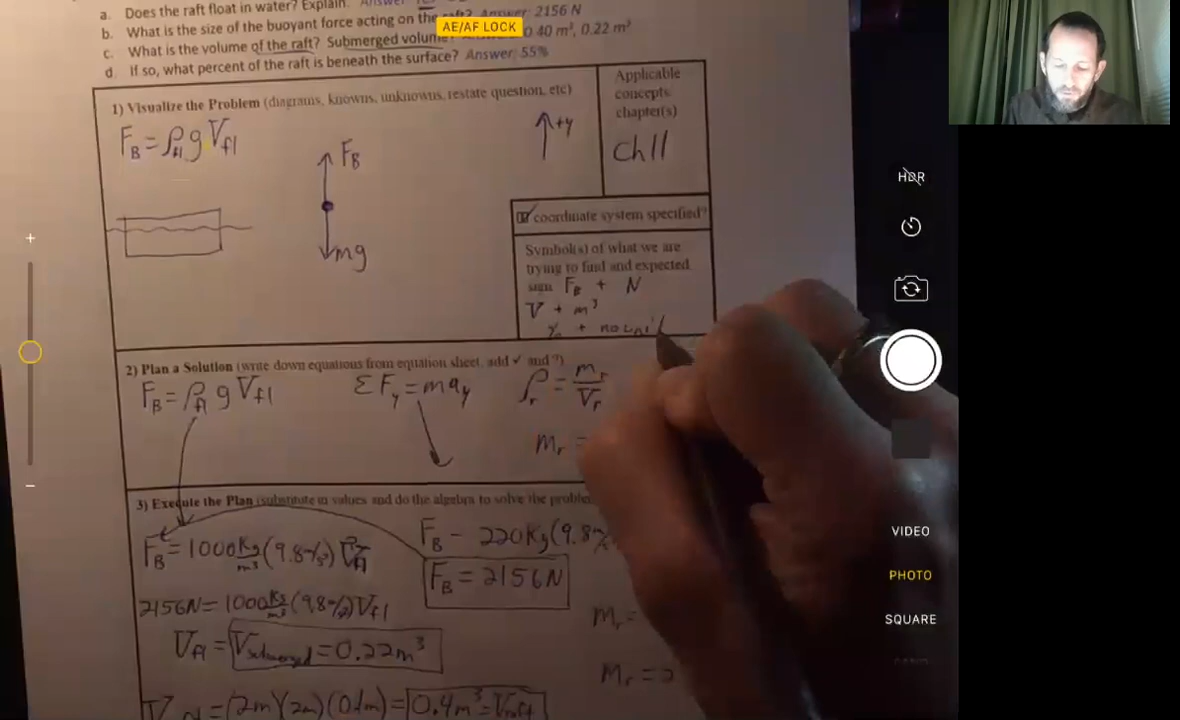 a. Does the raft float in water? Explain. Answer: 2156 N
b. What is the size of the buoyant force acting on the raft?
c. What is the volume of the raft? Submerged volume 0.40 m³, 0.22 m³
d. If so, what percent of the raft is beneath the surface? Answer: 55%
AE/AF LOCK
1) Visualize the Problem (diagrams, knowns, unknowns, restate question, etc)
Applicable
concepts
chapter(s)
Ch11
F_B = ρ_fl g V_fl
F_B
mg
+y
coordinate system specified?
Symbol(s) of what we are
trying to find and expected
sign F_B + N
V + m³
% + no unit
2) Plan a Solution (write down equations from equation sheet, add ✓ and ?)
F_B = ρ_fl g V_fl
ΣF_y = ma_y
ρ_r = m_r/V_r
m_r =
3) Execute the Plan (substitute in values and do the algebra to solve the
F_B = 1000 kg/m³ (9.8 m/s²) V_fl
F_B - 220 kg (9.8 m/s
F_B = 2156 N
2156 N = 1000 kg/m³ (9.8 m/s²) V_fl
m_r =
V_fl = V_submerged = 0.22 m³
m_r = 2
= (2m)(2m)(0.1m) = 0.4 m³ = V_raft
HDR
VIDEO
PHOTO
SQUARE